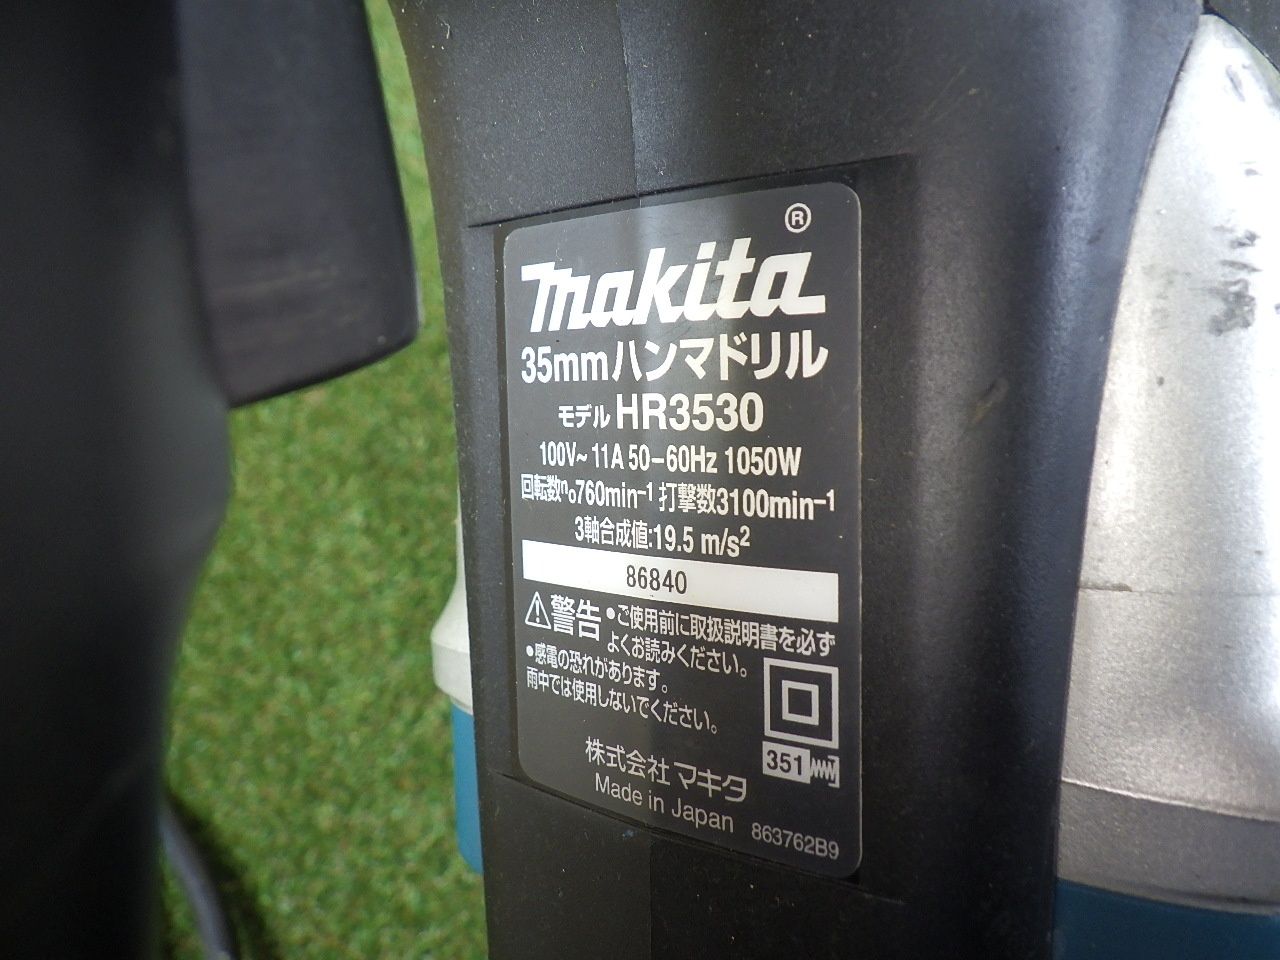 ®
makita
35mmハンマドリル
モデル HR3530
100V~ 11A 50-60Hz 1050W
回転数n₀760min⁻¹ 打撃数3100min⁻¹
3軸合成値:19.5 m/s²
86840
⚠警告 •ご使用前に取扱説明書を必ず
よくお読みください。
•感電の恐れがあります。
雨中では使用しないでください。
351
株式会社 マキタ
Made in Japan
863762B9